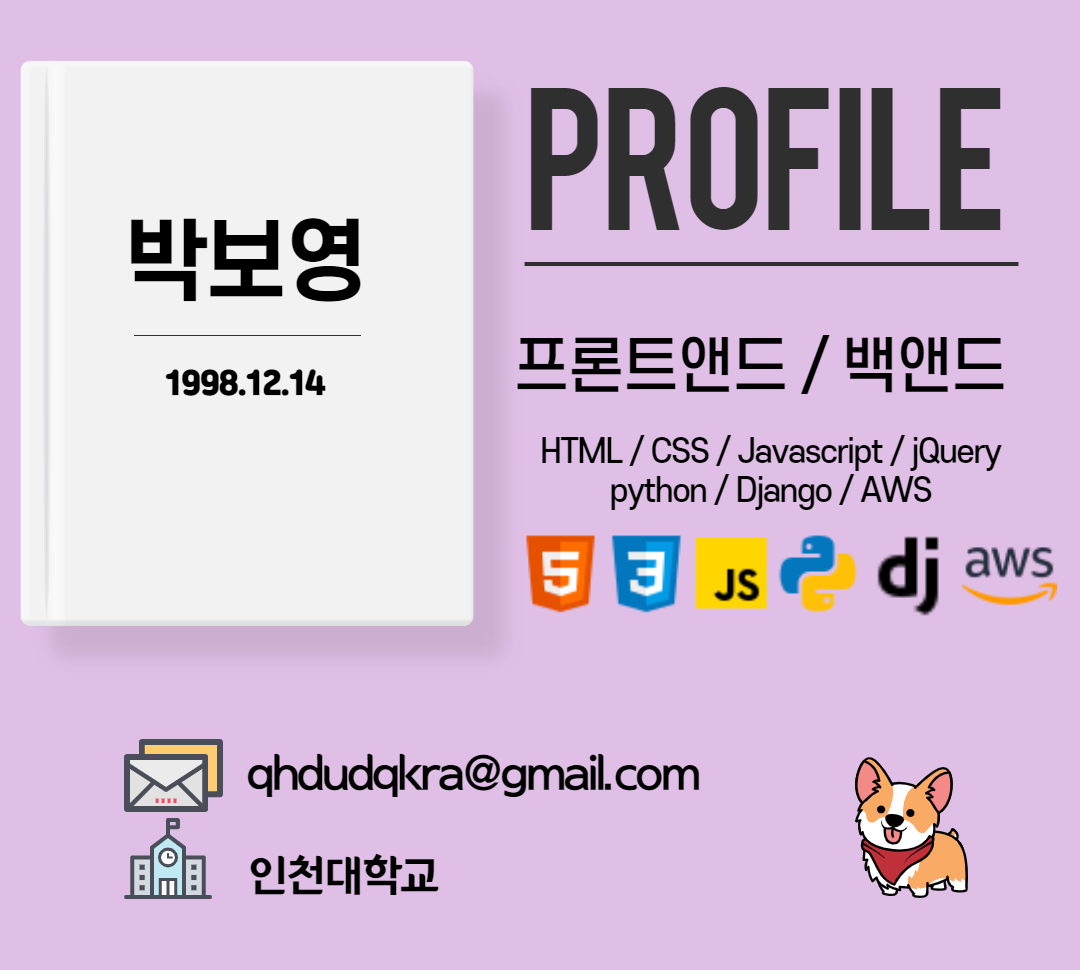 박보영
1998.12.14
PROFILE
프론트앤드 / 백앤드
HTML / CSS / Javascript / jQuery
python / Django / AWS
5 3 JS dj aws
qhdudqkra@gmail.com
인천대학교